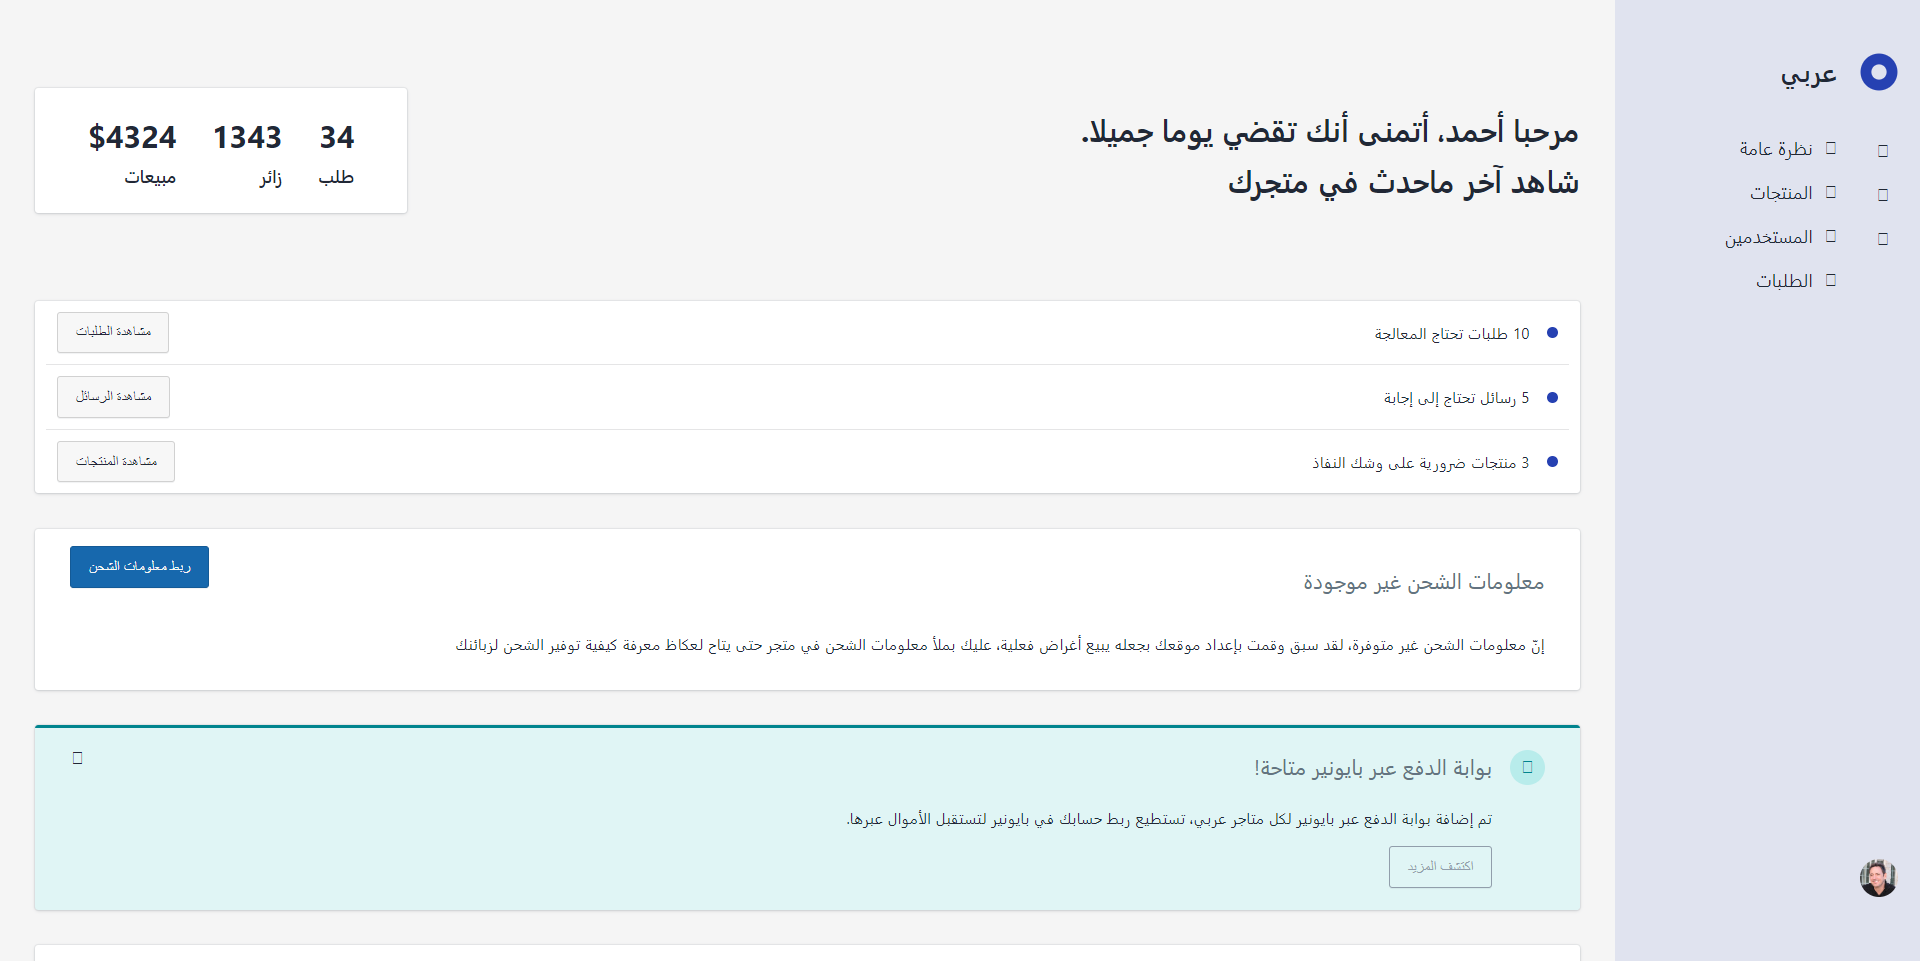 عربي
نظرة عامة
المنتجات
المستخدمين
الطلبات
مرحبا أحمد، أتمنى أنك تقضي يوما جميلا.
شاهد آخر ماحدث في متجرك
34
طلب
1343
زائر
$4324
مبيعات
10 طلبات تحتاج المعالجة
مشاهدة الطلبات
5 رسائل تحتاج إلى إجابة
مشاهدة الرسائل
3 منتجات ضرورية على وشك النفاذ
مشاهدة المنتجات
معلومات الشحن غير موجودة
ربط معلومات الشحن
إنّ معلومات الشحن غير متوفرة، لقد سبق وقمت بإعداد موقعك بجعله يبيع أغراض فعلية، عليك بملأ معلومات الشحن في متجر حتى يتاح لعكاظ معرفة كيفية توفير الشحن لزبائنك
بوابة الدفع عبر بايونير متاحة!
تم إضافة بوابة الدفع عبر بايونير لكل متاجر عربي، تستطيع ربط حسابك في بايونير لتستقبل الأموال عبرها.
اكتشف المزيد